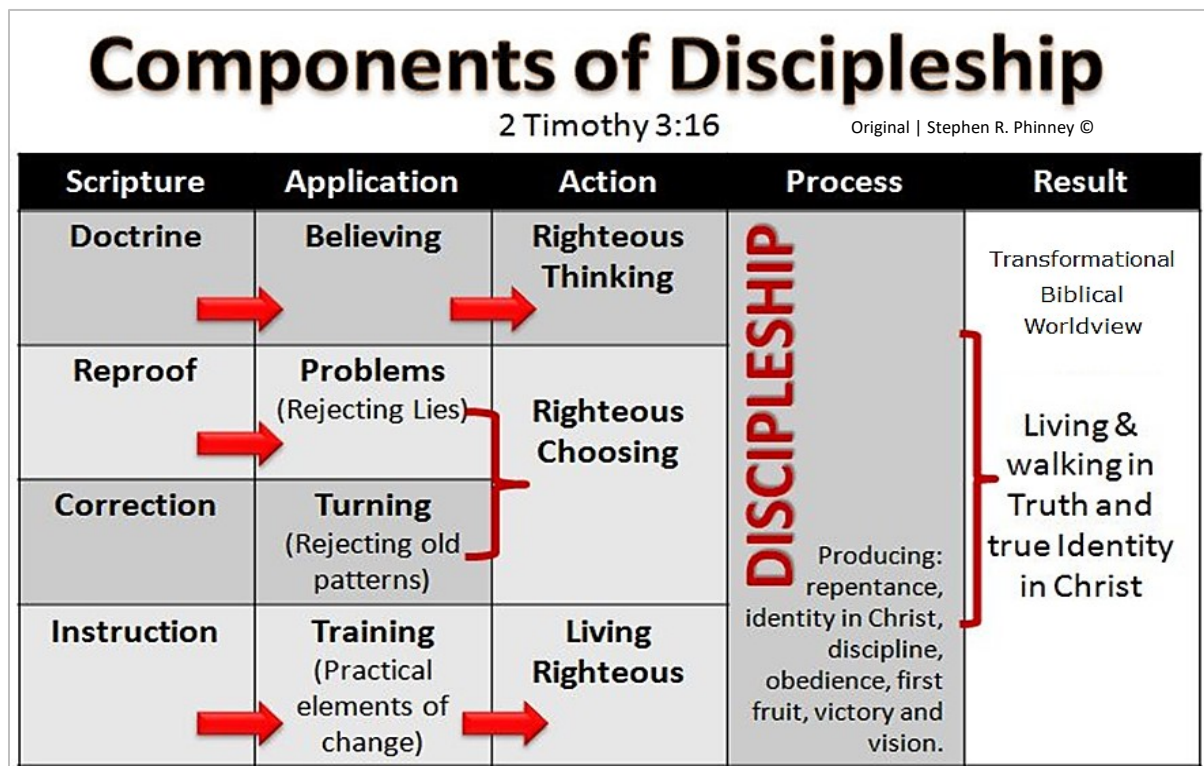 Components of Discipleship
2 Timothy 3:16
Original | Stephen R. Phinney ©
Scripture
Application
Action
Process
Result
Doctrine
Believing
Righteous
Thinking
Reproof
Problems
(Rejecting Lies)
Righteous
Choosing
Correction
Turning
(Rejecting old
patterns)
Instruction
Training
(Practical
elements of
change)
Living
Righteous
DISCIPLESHIP
Producing:
repentance,
identity in Christ,
discipline,
obedience, first
fruit, victory and
vision.
Transformational
Biblical
Worldview
Living &
walking in
Truth and
true Identity
in Christ